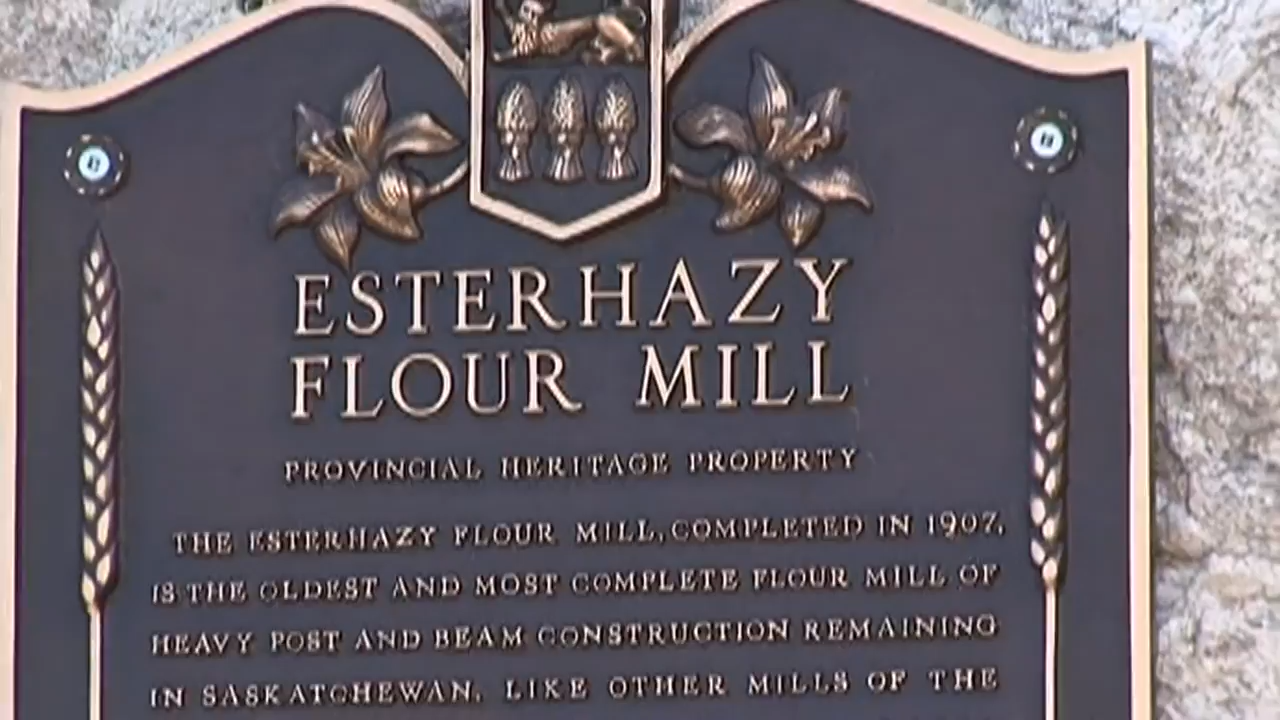 ESTERHAZY
FLOUR MILL
PROVINCIAL HERITAGE PROPERTY
THE ESTERHAZY FLOUR MILL, COMPLETED IN 1907,
IS THE OLDEST AND MOST COMPLETE FLOUR MILL OF
HEAVY POST AND BEAM CONSTRUCTION REMAINING
IN SASKATCHEWAN. LIKE OTHER MILLS OF THE